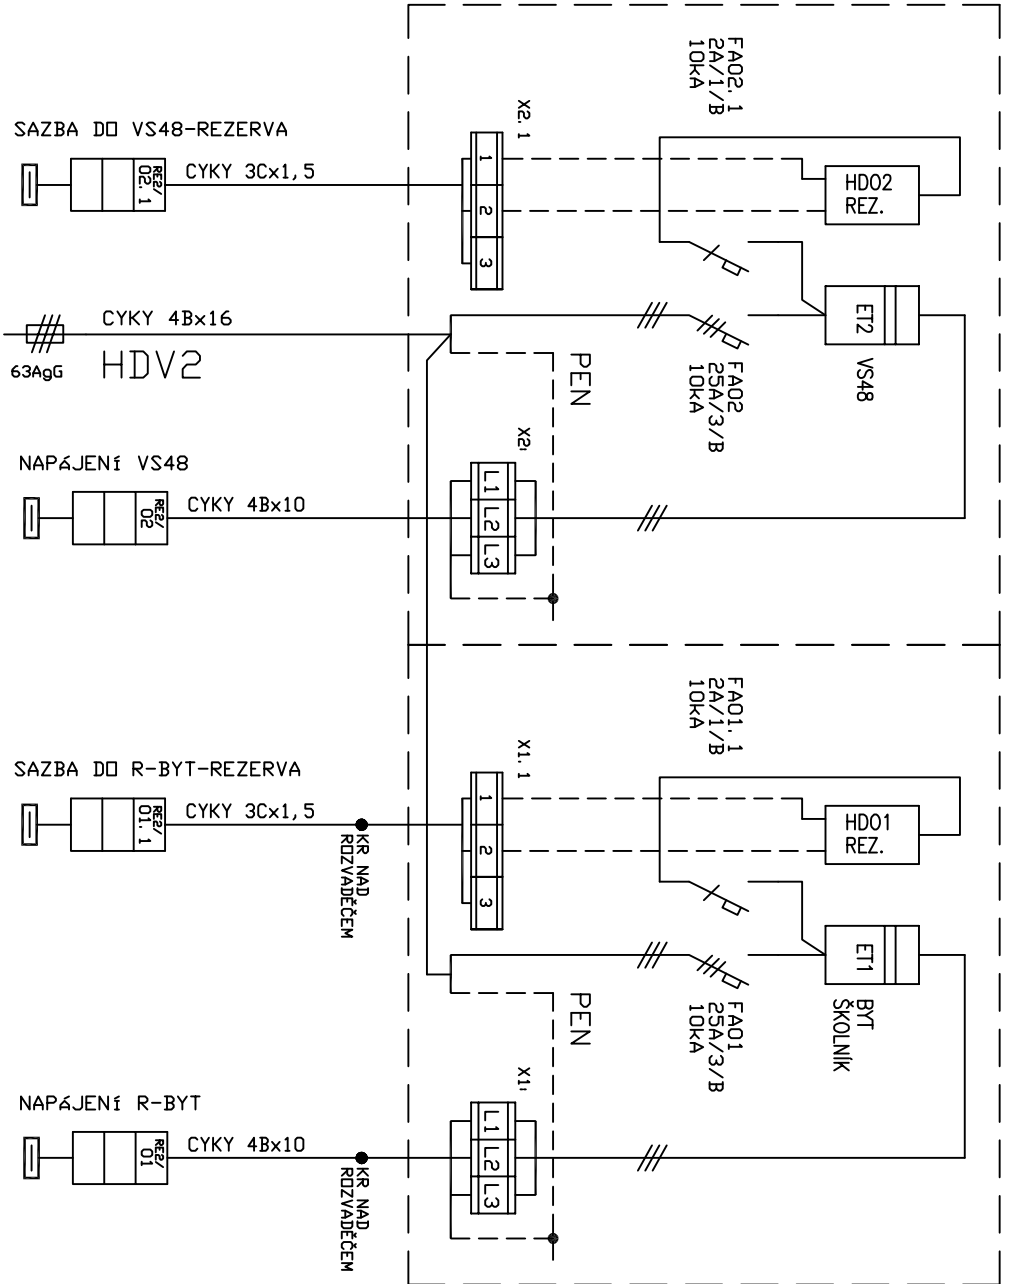 FA02.1
2A/1/B
10kA
X2.1
SAZBA DO VS48-REZERVA
RE2/
02.1
CYKY 3Cx1,5
1
2
3
HDO2
REZ.
ET2
VS48
CYKY 4Bx16
63AgG
HDV2
PEN
FA02
25A/3/B
10kA
X2:
NAPÁJENÍ VS48
RE2/
02
CYKY 4Bx10
L1
L2
L3
FA01.1
2A/1/B
10kA
X1.1
SAZBA DO R-BYT-REZERVA
RE2/
01.1
CYKY 3Cx1,5
KR NAD
ROZVADĚČEM
1
2
3
HDO1
REZ.
ET1
BYT
ŠKOLNÍK
PEN
FA01
25A/3/B
10kA
X1:
NAPÁJENÍ R-BYT
RE2/
01
CYKY 4Bx10
KR NAD
ROZVADĚČEM
L1
L2
L3